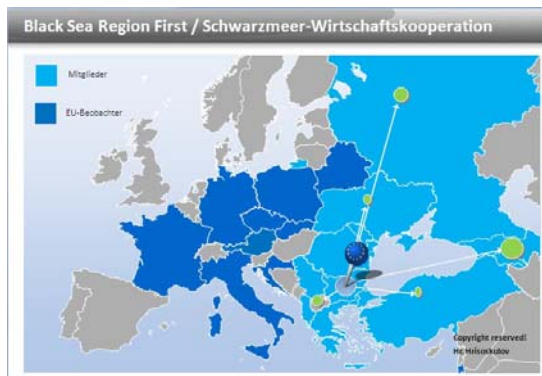 Black Sea Region First / Schwarzmeer-Wirtschaftskooperation
Mitglieder
EU-Beobachter
Copyright reserved!